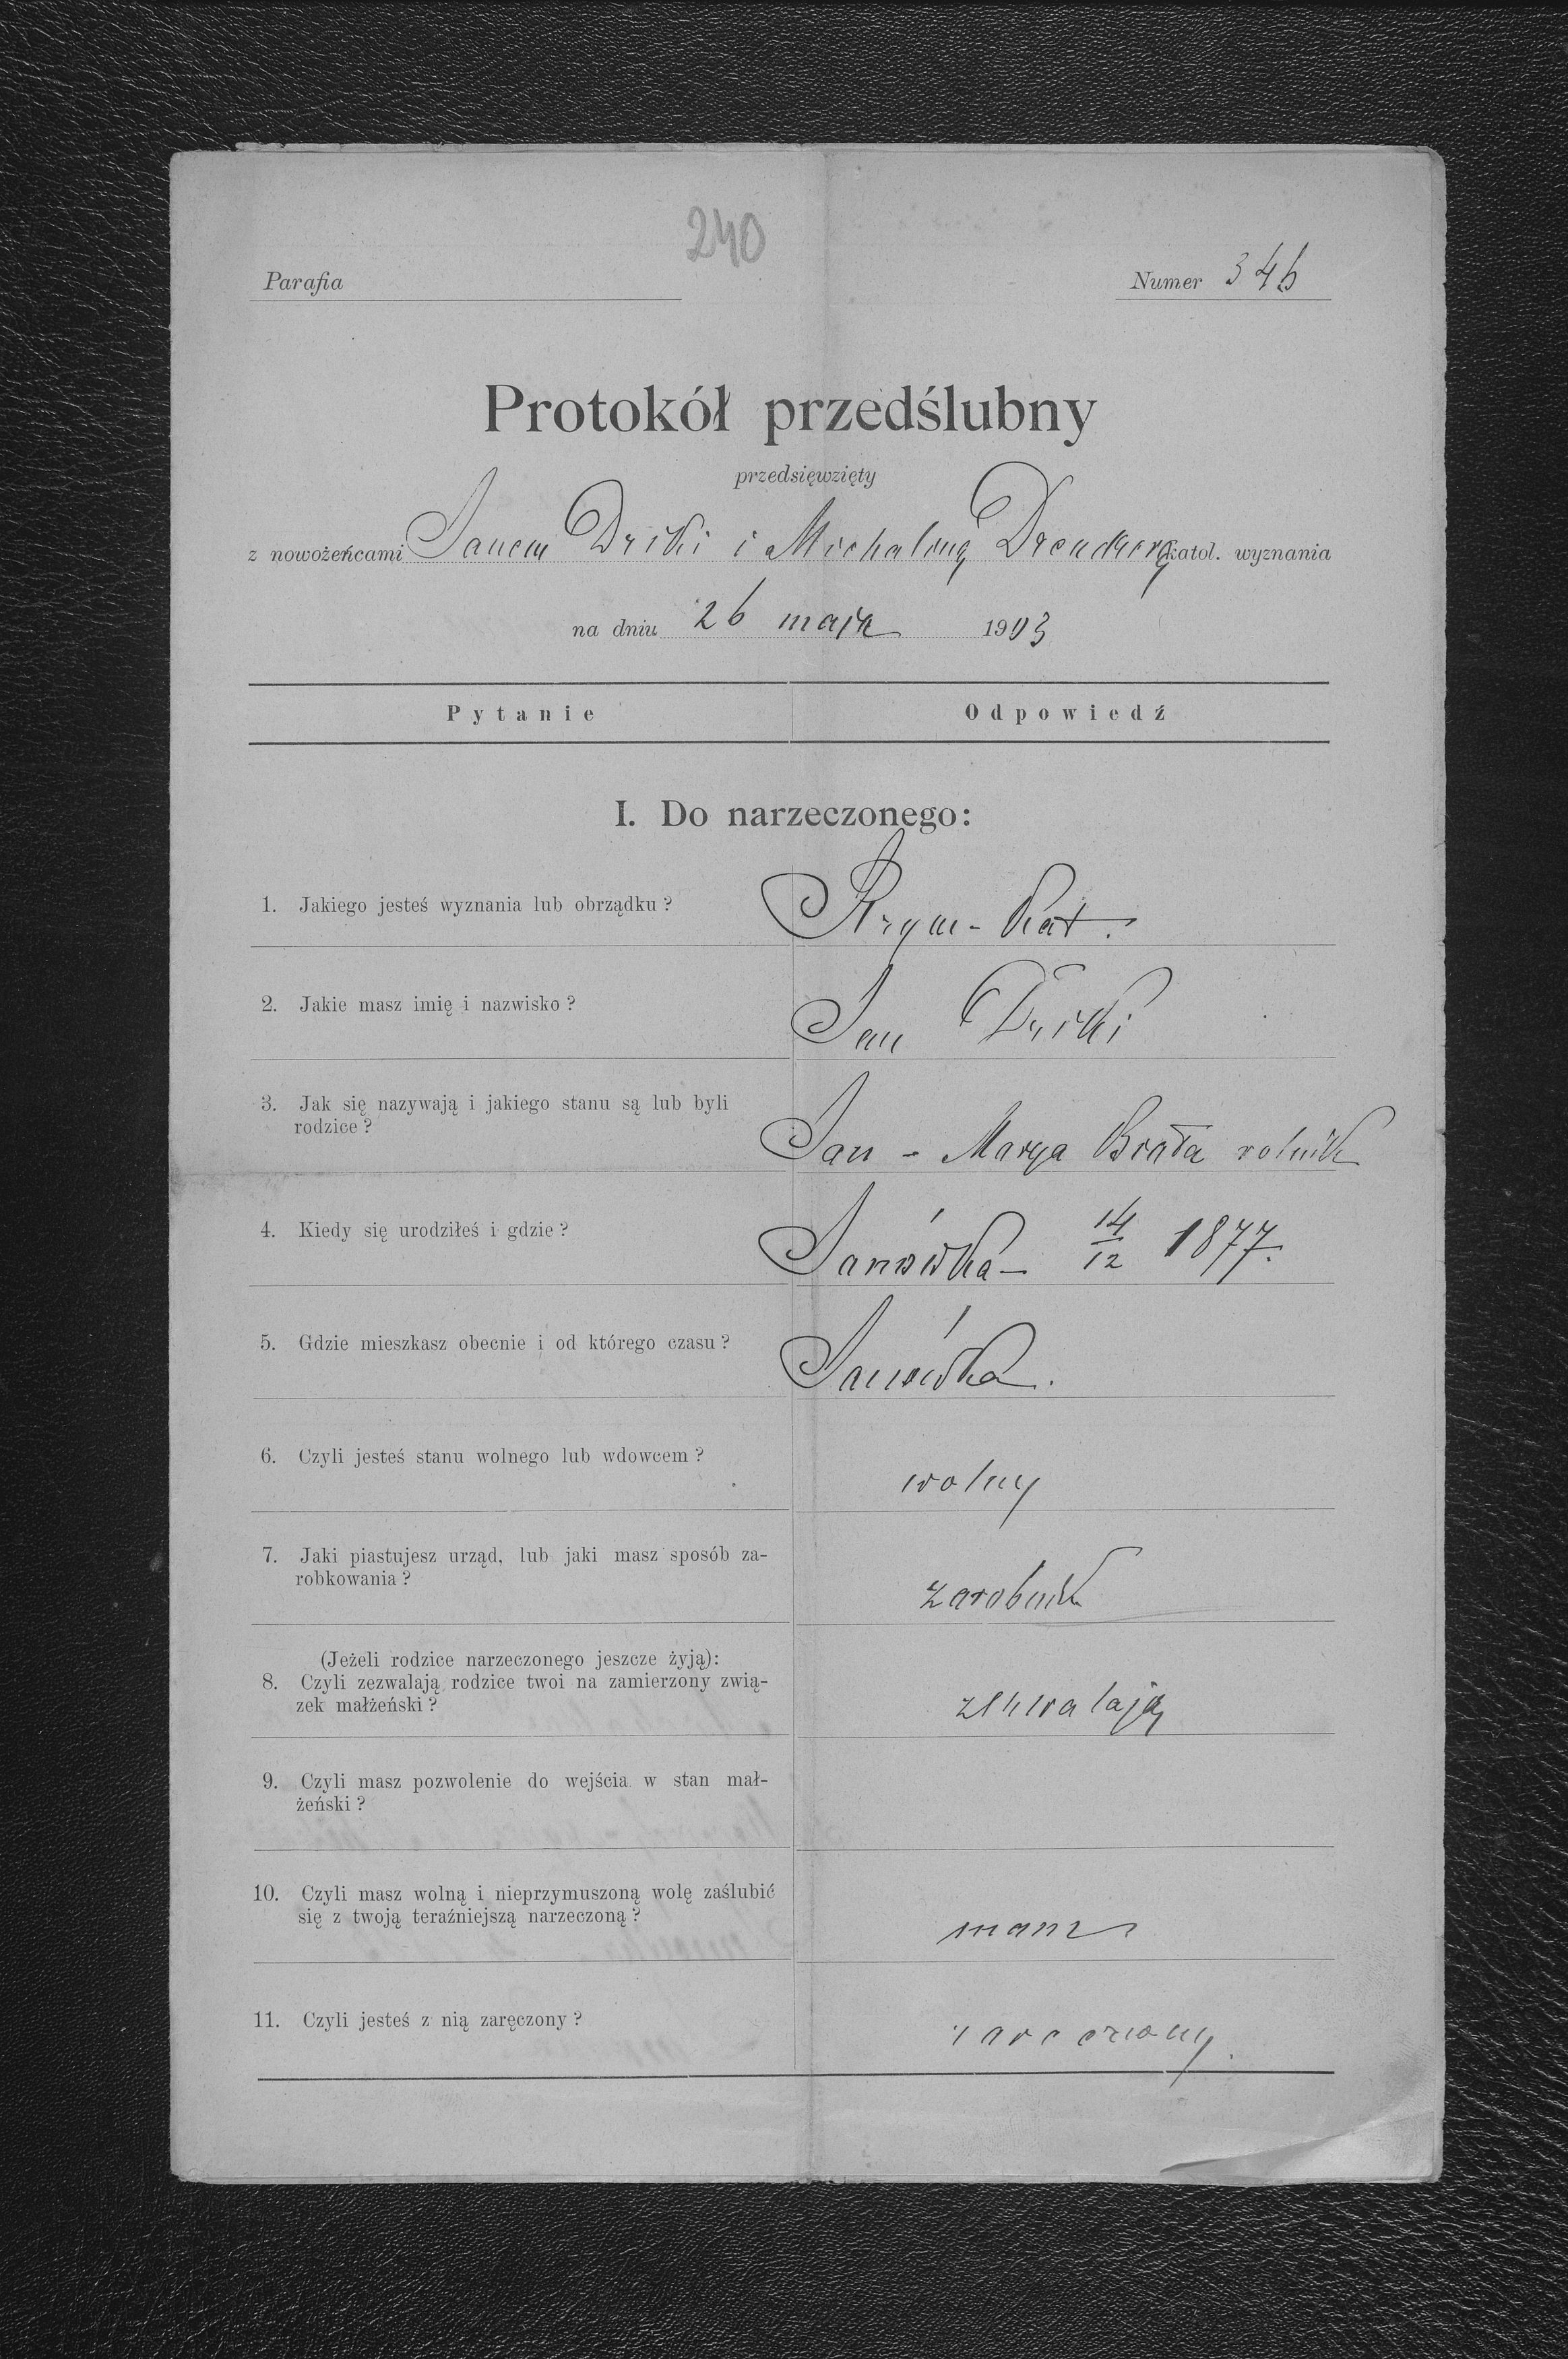 240
Parafia
Numer 346
Protokół przedślubny
przedsięwzięty
z nowożeńcami Janem Dziki i Michaliną katol. wyznania
na dniu 26 maja 1903
Pytanie Odpowiedź
I. Do narzeczonego:
1. Jakiego jesteś wyznania lub obrządku? Rzym-kat.
2. Jakie masz imię i nazwisko? Jan Dziki
3. Jak się nazywają i jakiego stanu są lub byli
rodzice? Jan - Marya rolnik
4. Kiedy się urodziłeś i gdzie? Janówka - 14/12 1877.
5. Gdzie mieszkasz obecnie i od którego czasu? Janówka.
6. Czyli jesteś stanu wolnego lub wdowcem? wolny
7. Jaki piastujesz urząd, lub jaki masz sposób za-
robkowania? zarobnik
(Jeżeli rodzice narzeczonego jeszcze żyją):
8. Czyli zezwalają rodzice twoi na zamierzony zwią-
zek małżeński?
9. Czyli masz pozwolenie do wejścia w stan mał-
żeński?
10. Czyli masz wolną i nieprzymuszoną wolę zaślubić
się z twoją teraźniejszą narzeczoną? mam
11. Czyli jesteś z nią zaręczony? zareczony.